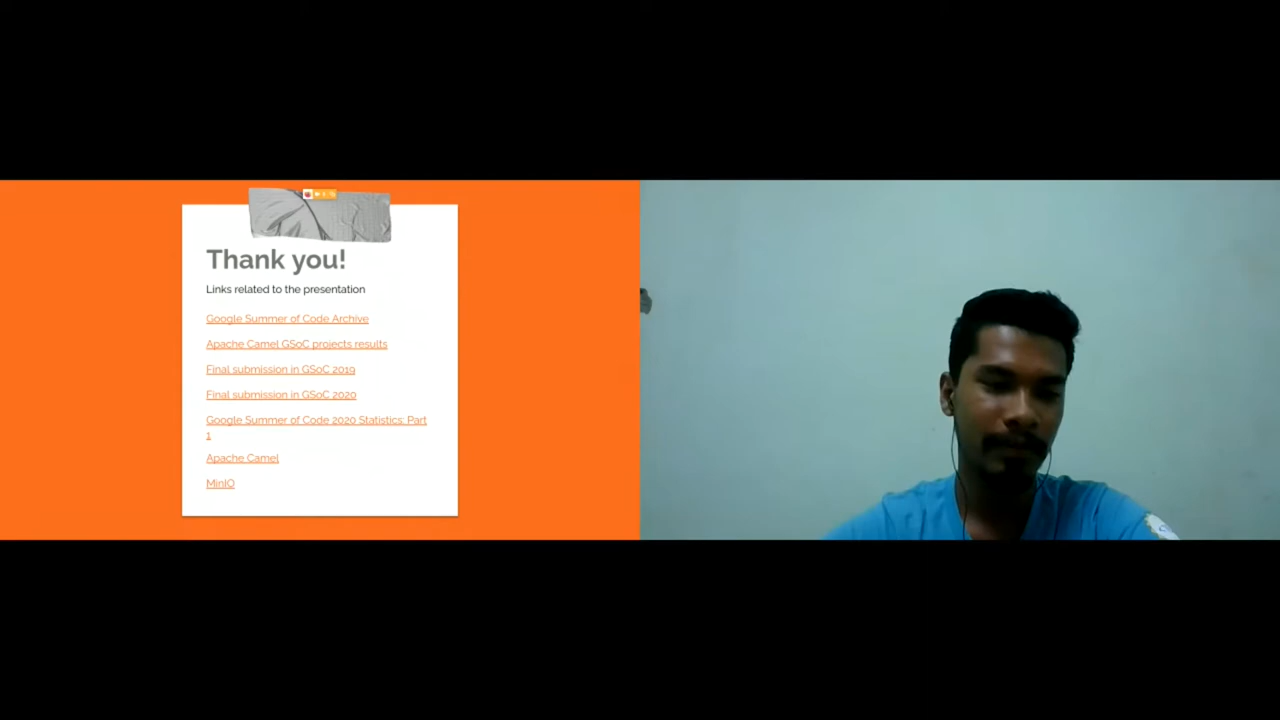 Thank you!
Links related to the presentation
Google Summer of Code Archive
Apache Camel GSoC projects results
Final submission in GSoC 2019
Final submission in GSoC 2020
Google Summer of Code 2020 Statistics: Part
1
Apache Camel
MinIO